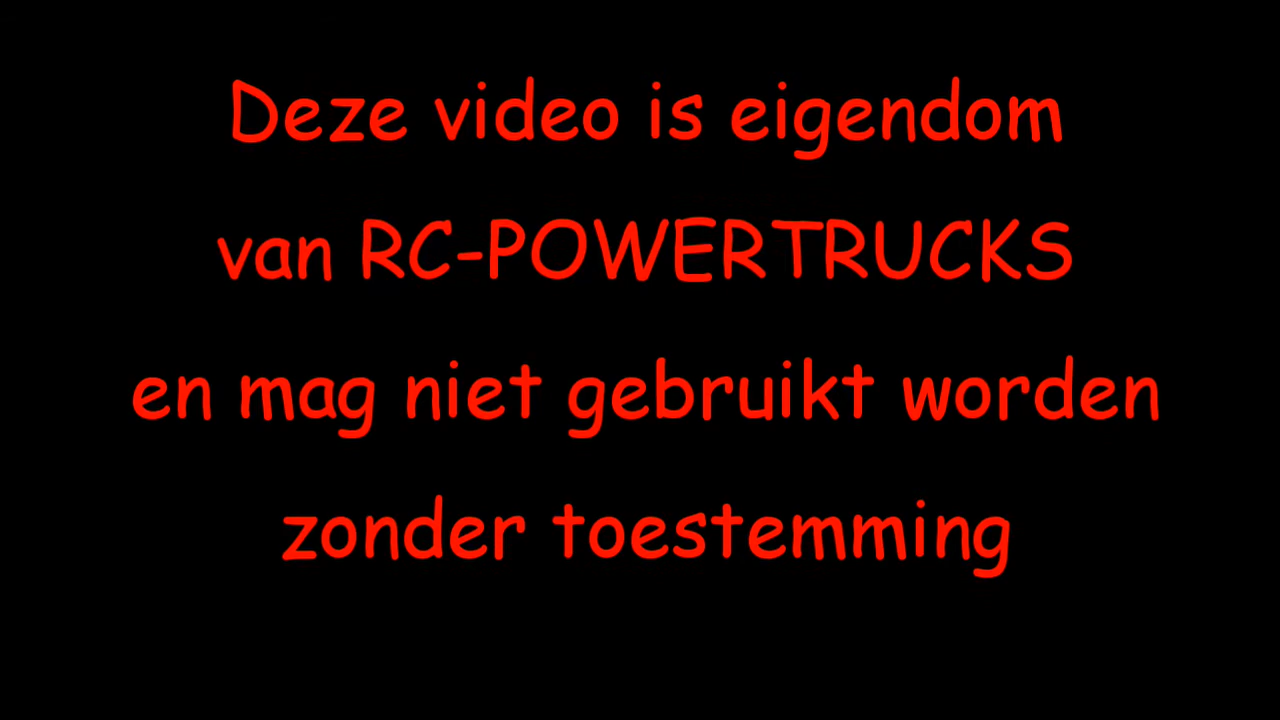 Deze video is eigendom
van RC-POWERTRUCKS
en mag niet gebruikt worden
zonder toestemming